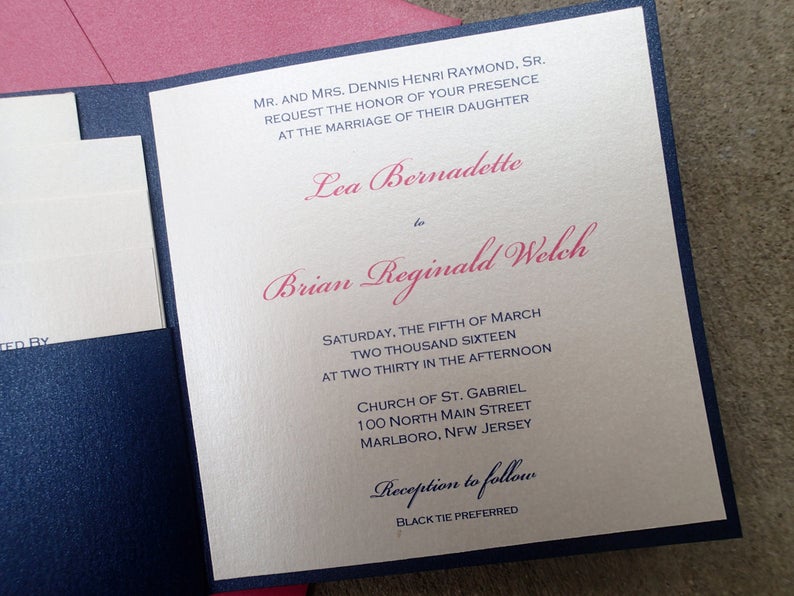 MR. AND MRS. DENNIS HENRI RAYMOND, SR.
REQUEST THE HONOR OF YOUR PRESENCE
AT THE MARRIAGE OF THEIR DAUGHTER
Lea Bernadette
to
Brian Reginald Welch
SATURDAY, THE FIFTH OF MARCH
TWO THOUSAND SIXTEEN
AT TWO THIRTY IN THE AFTERNOON
CHURCH OF ST. GABRIEL
100 NORTH MAIN STREET
MARLBORO, NEW JERSEY
Reception to follow
BLACK TIE PREFERRED